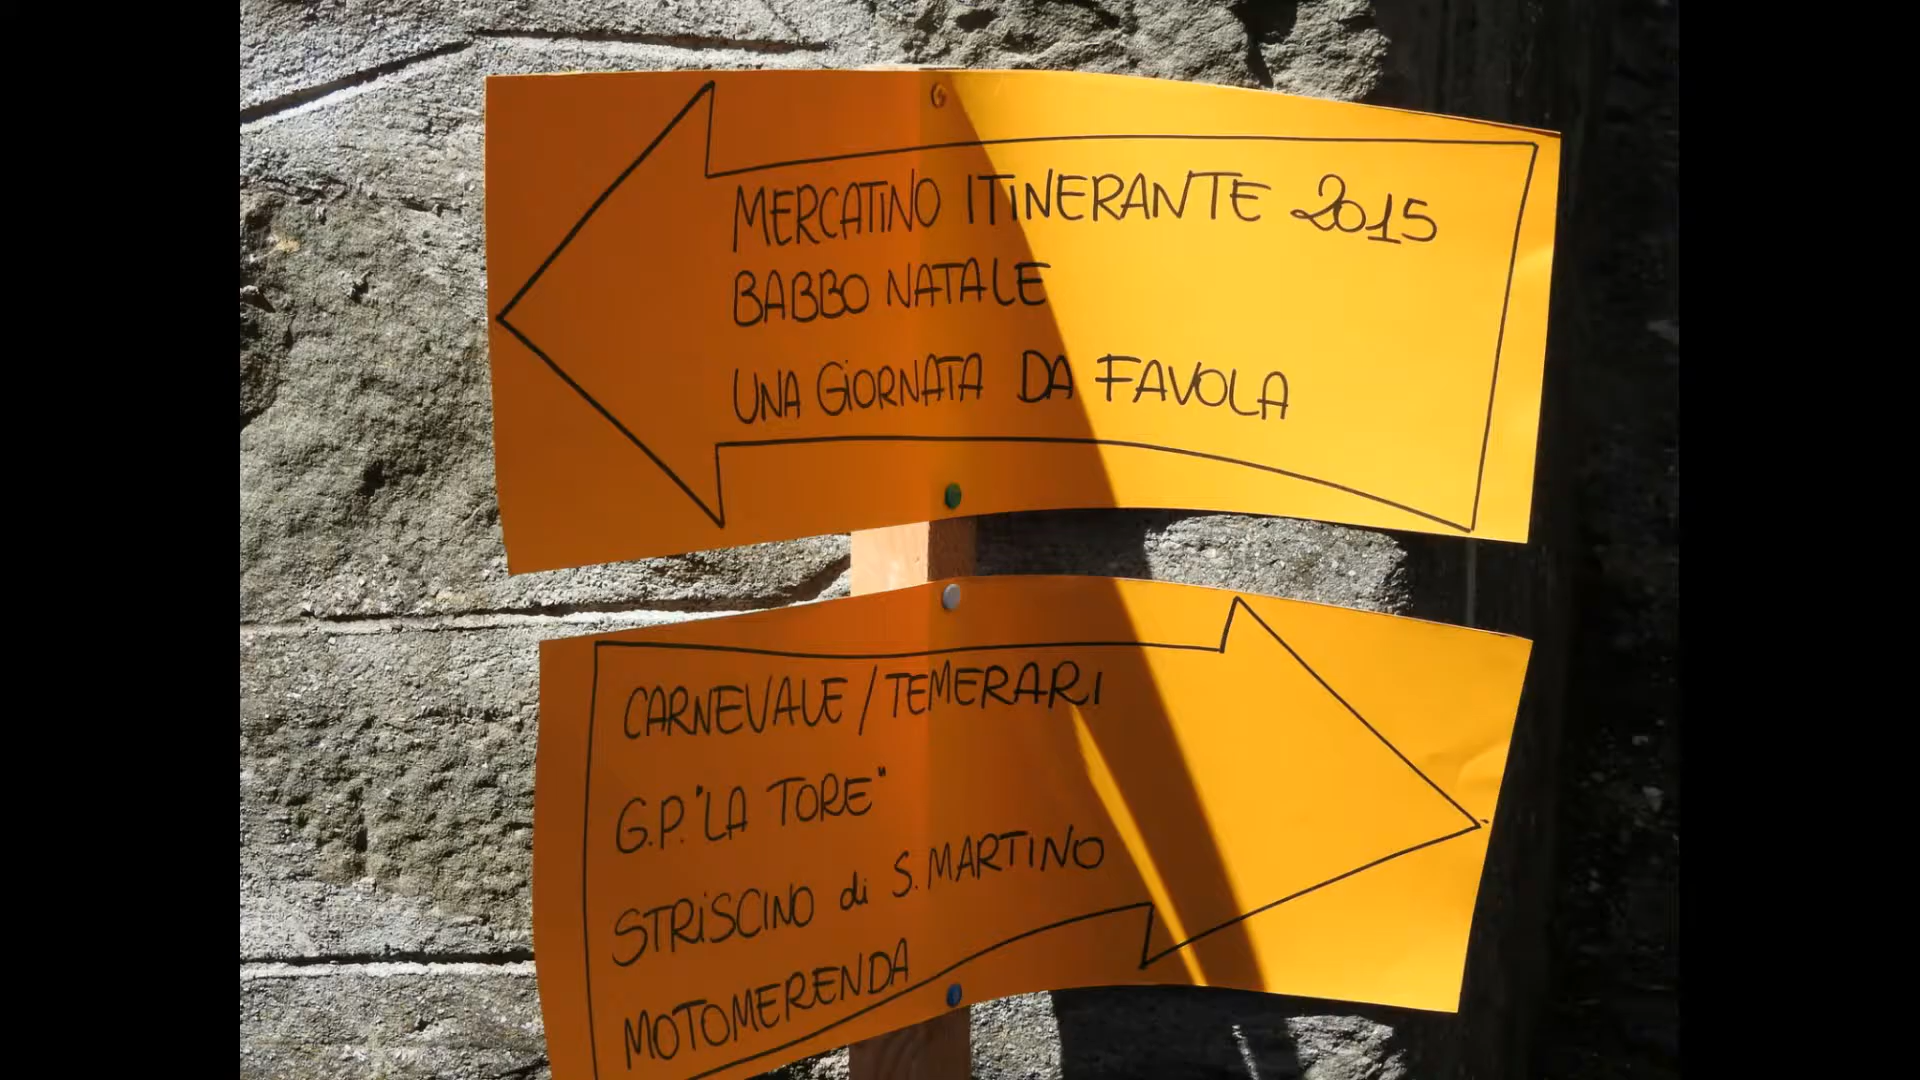 MERCATINO ITINERANTE 2015
BABBO NATALE
UNA GIORNATA DA FAVOLA
CARNEVALE / TEMERARI
G.P. "LA TORE"
STRISCINO di S. MARTINO
MOTOMERENDA